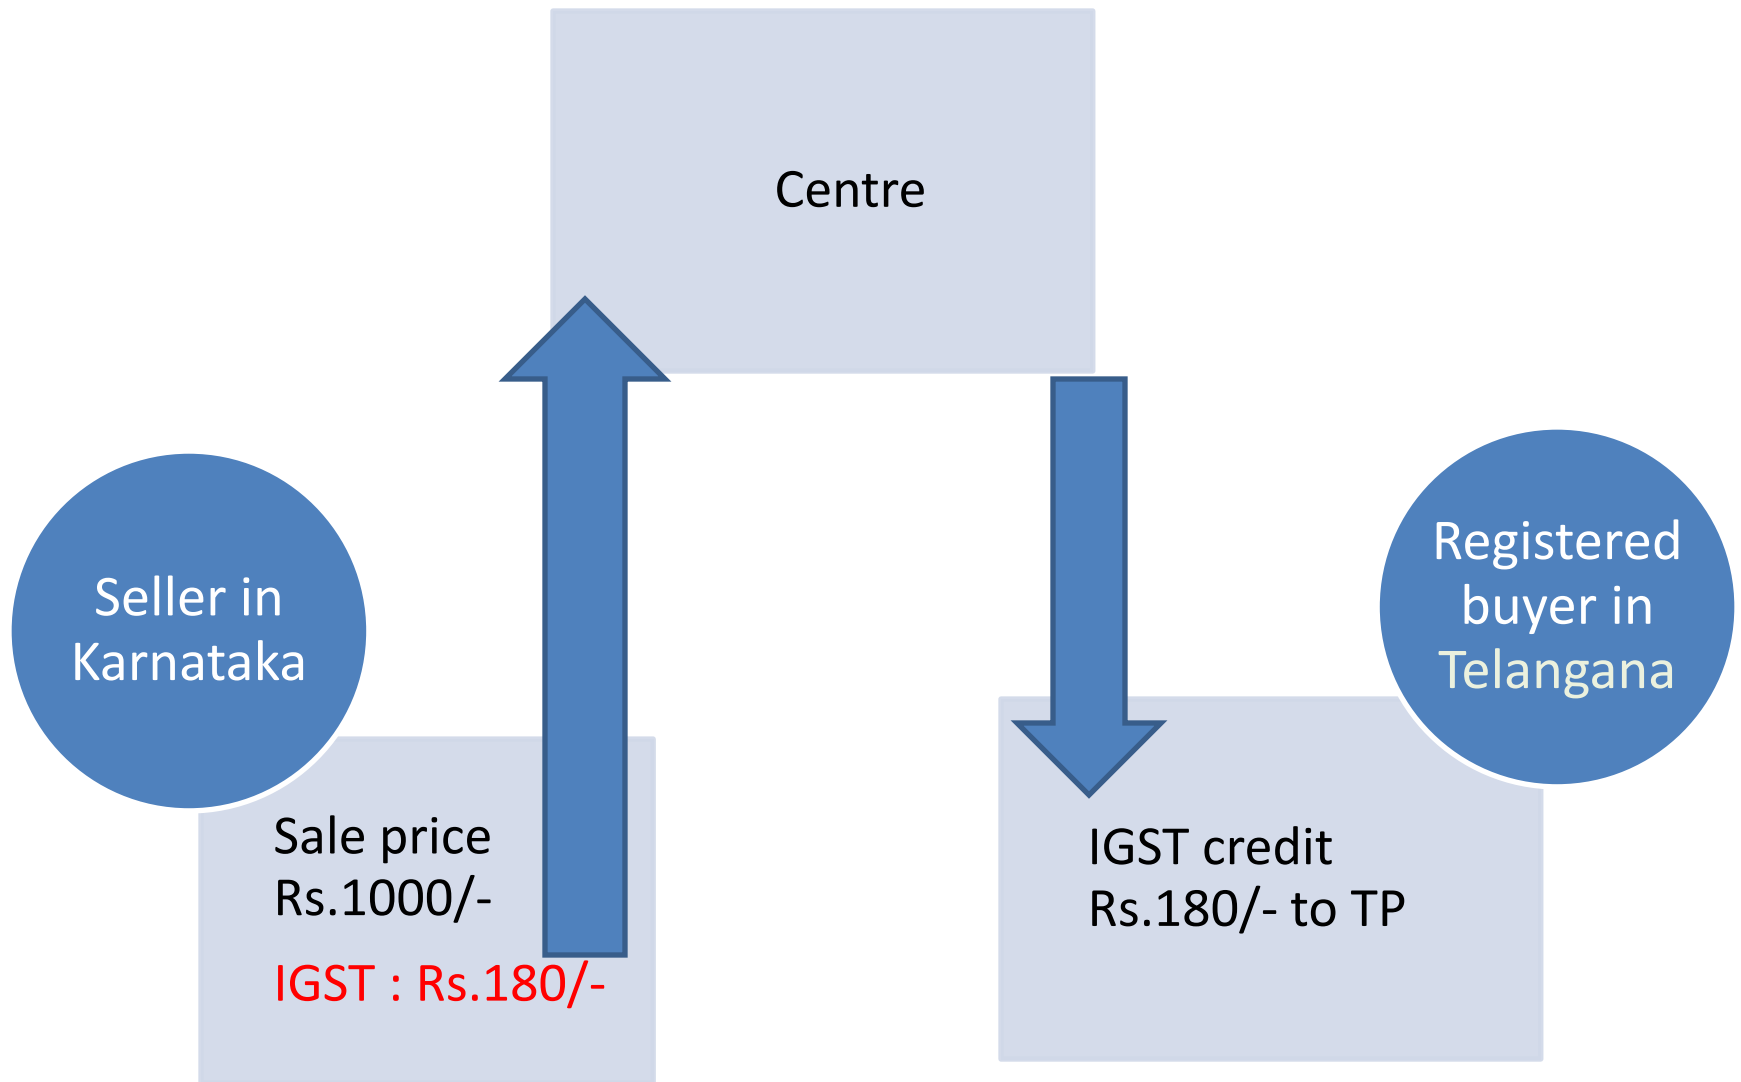 Centre
Seller in
Karnataka
Registered
buyer in
Telangana
Sale price
Rs.1000/-
IGST : Rs.180/-
IGST credit
Rs.180/- to TP